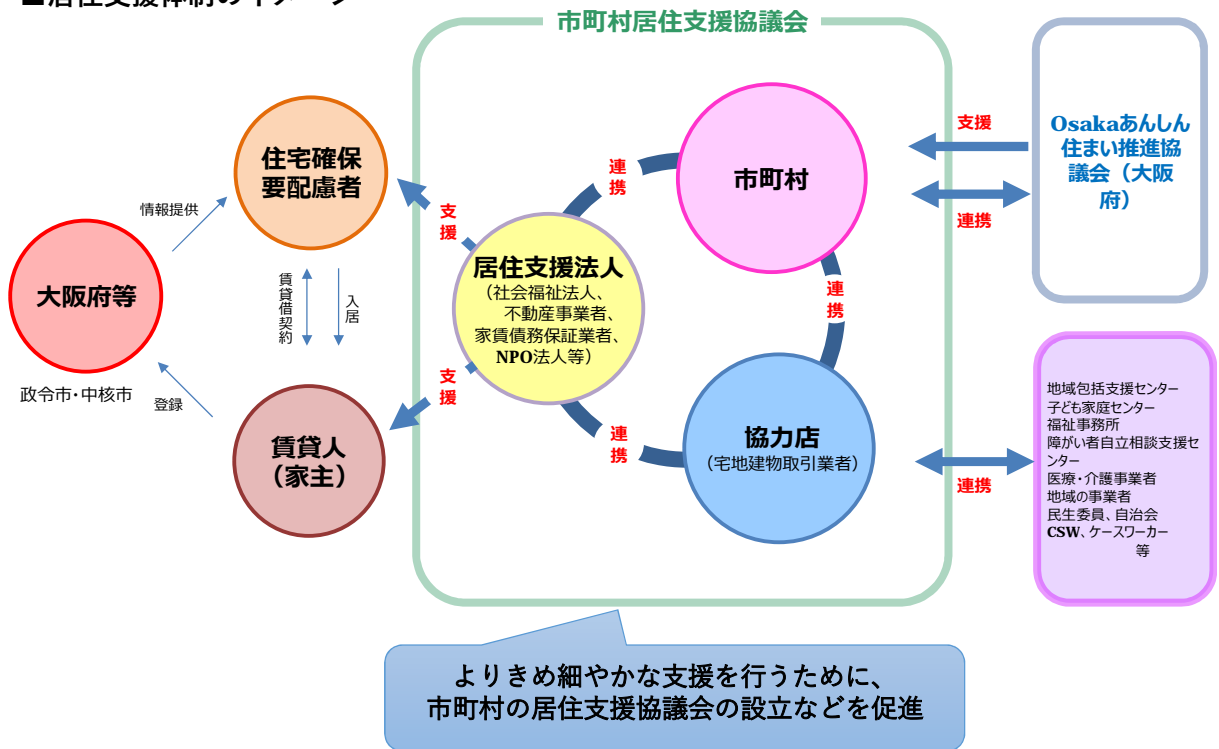 ■居住支援体制のイメージ
市町村居住支援協議会
住宅確保
要配慮者
情報提供
大阪府等
政令市・中核市
登録
賃貸借契約
入居
賃貸人
（家主）
支援
支援
居住支援法人
（社会福祉法人、
不動産事業者、
家賃債務保証業者、
NPO法人等）
連携
市町村
連携
連携
協力店
（宅地建物取引業者）
支援
連携
Osakaあんしん
住まい推進協
議会（大阪
府）
連携
地域包括支援センター
子ども家庭センター
福祉事務所
障がい者自立相談支援セ
ンター
医療・介護事業者
地域の事業者
民生委員、自治会
CSW、ケースワーカー
等
よりきめ細やかな支援を行うために、
市町村の居住支援協議会の設立などを促進